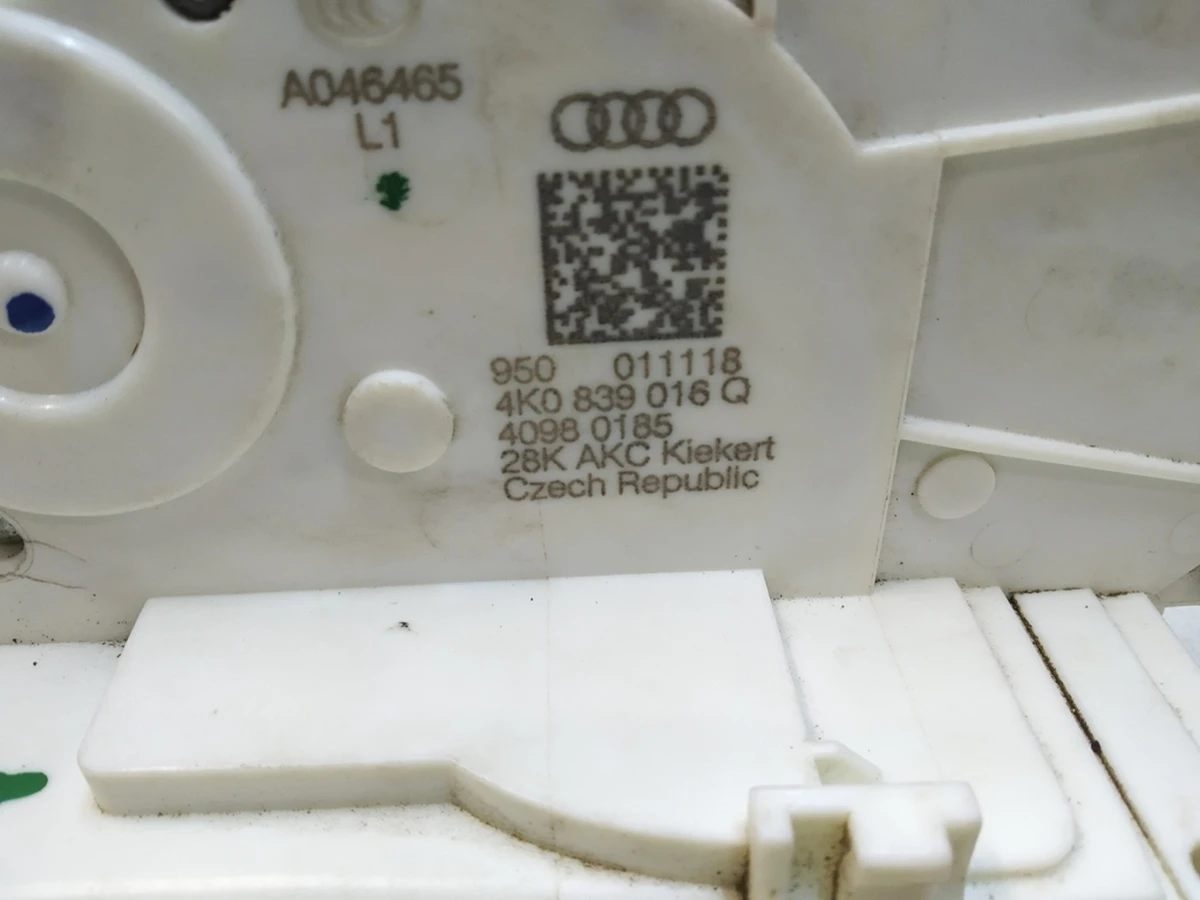 A046465
L1
950 011118
4K0 839 016 Q
4098 0185
28K AKC Kiekert
Czech Republic